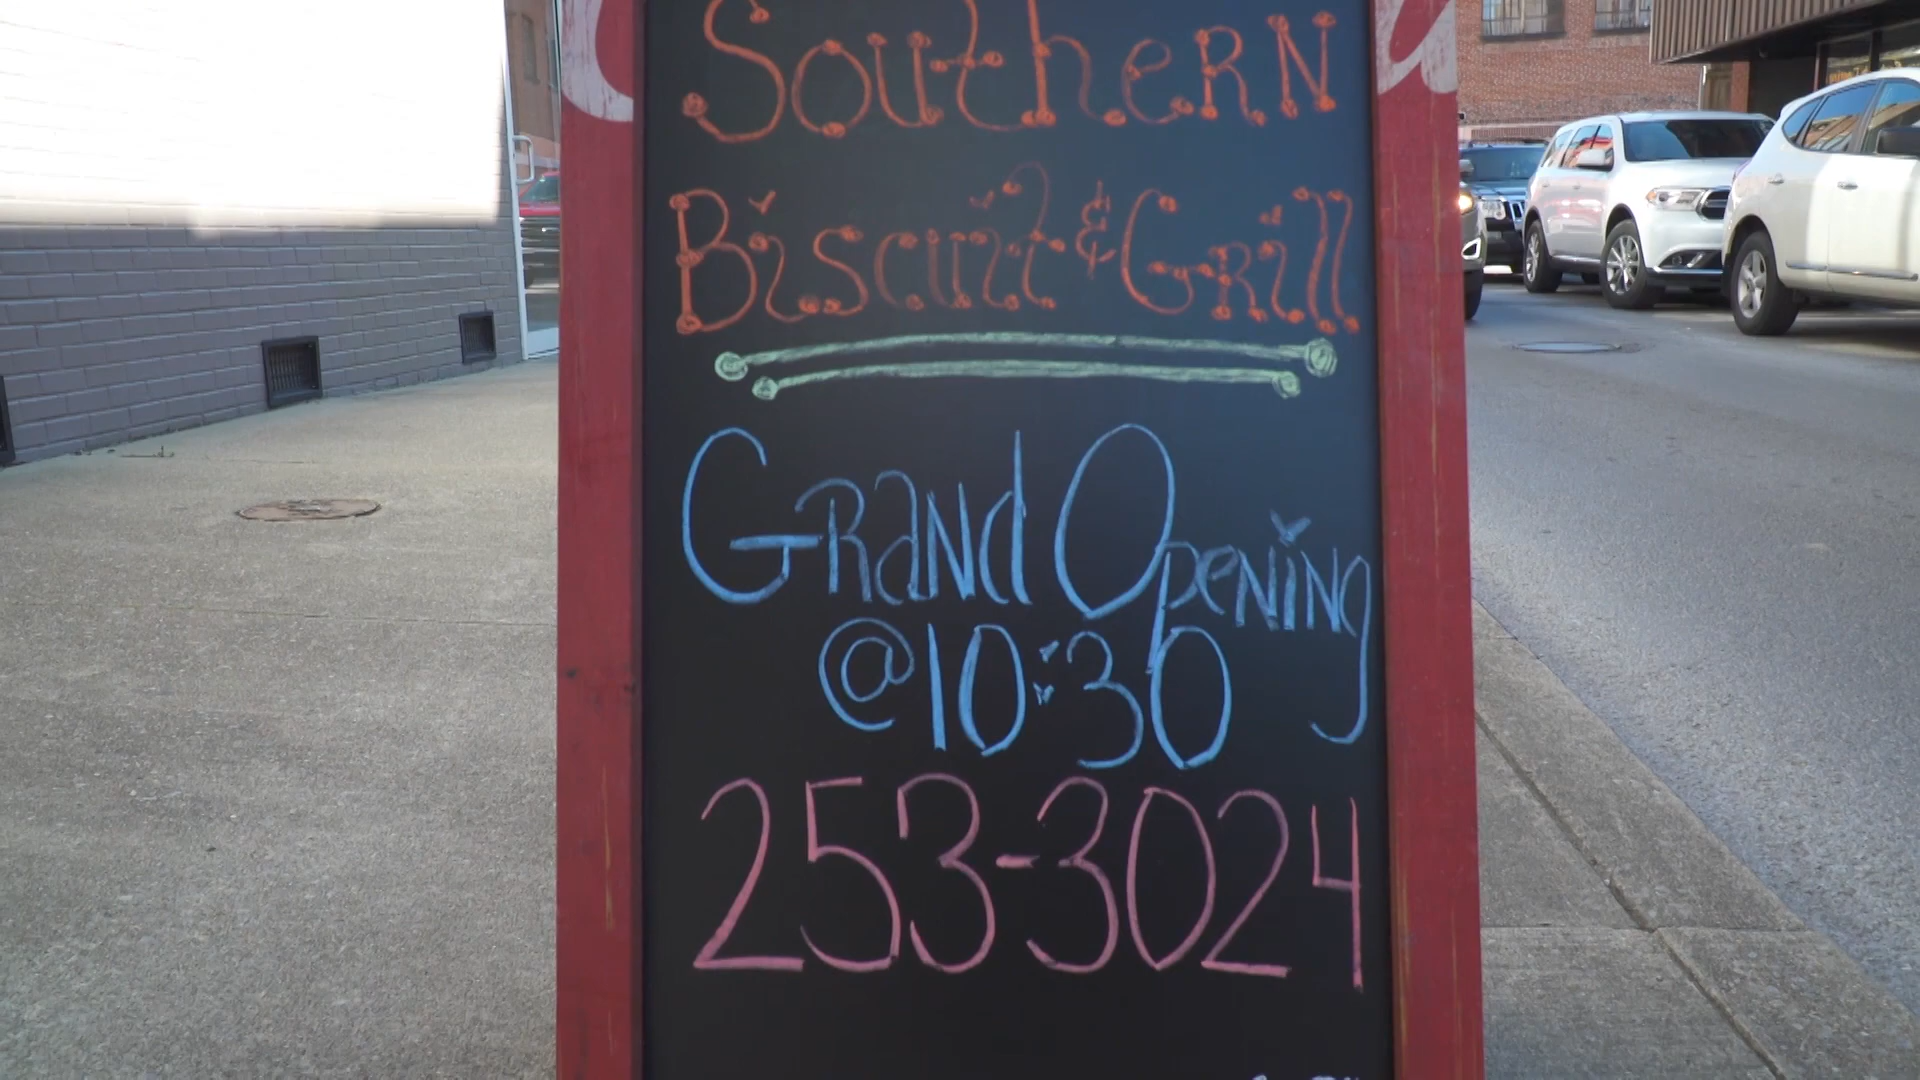 Southern
Biscuit & Grill
Grand Opening
@10:30
253-3024